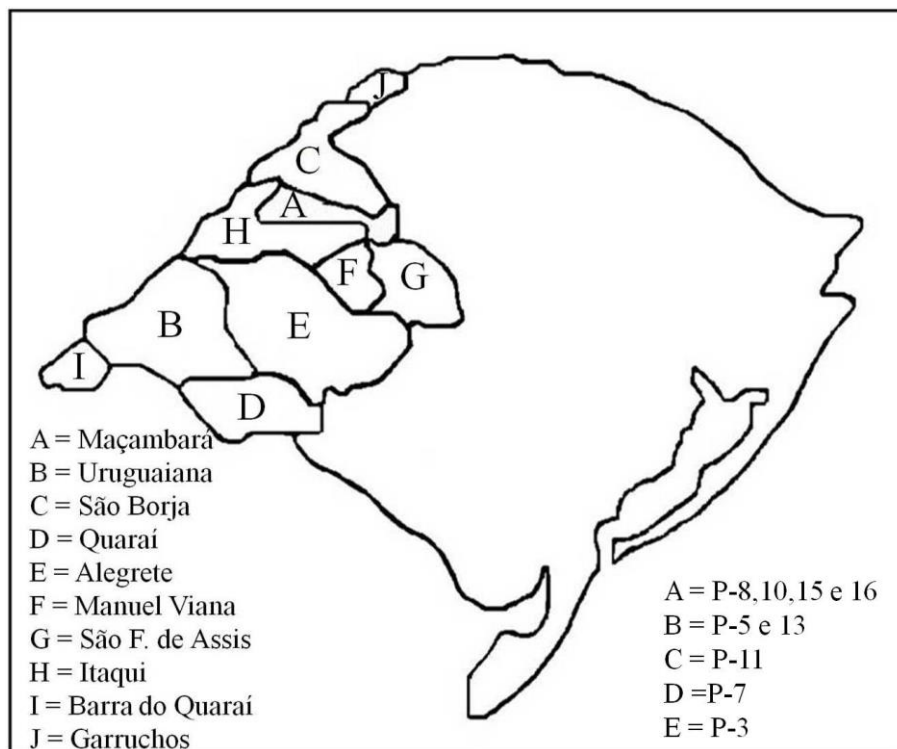 J
C
A
H
F
G
B
E
I
D
A = Maçambará
B = Uruguaiana
C = São Borja
D = Quaraí
E = Alegrete
F = Manuel Viana
G = São F. de Assis
H = Itaqui
I = Barra do Quaraí
J = Garruchos
A = P-8,10,15 e 16
B = P-5 e 13
C = P-11
D =P-7
E = P-3